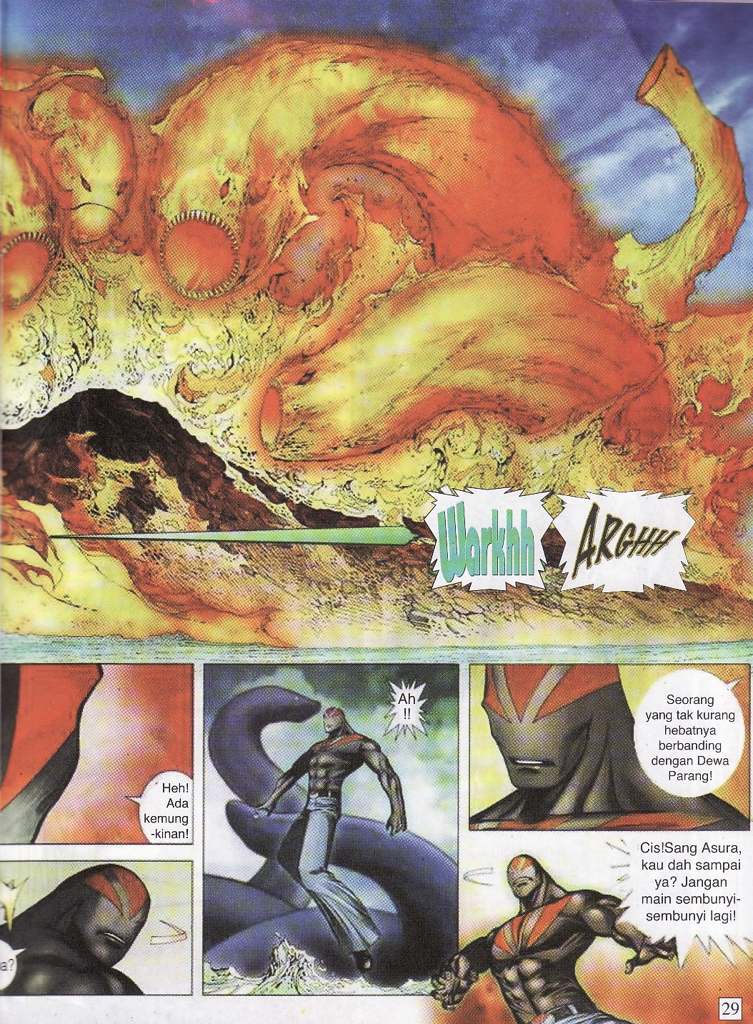 Warkhh
ARGHH
Heh!
Ada
kemung
-kinan!
a?
Ah
!!
Seorang
yang tak kurang
hebatnya
berbanding
dengan Dewa
Parang!
Cis!Sang Asura,
kau dah sampai
ya? Jangan
main sembunyi-
sembunyi lagi!
29